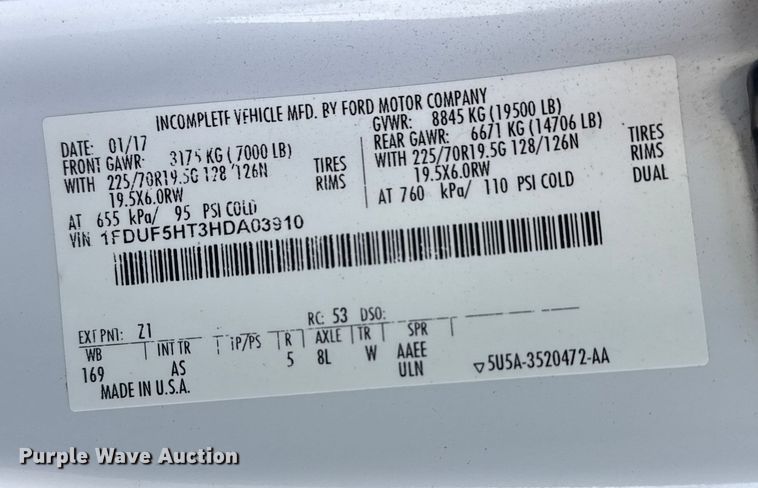 INCOMPLETE VEHICLE MFD. BY FORD MOTOR COMPANY
DATE: 01/17
GVWR: 8845 KG (19500 LB)
FRONT GAWR: 3175 KG (7000 LB)
REAR GAWR: 6671 KG (14706 LB)
WITH 225/70R19.5G 128/126N TIRES
WITH 225/70R19.5G 128/126N TIRES
19.5X6.0RW RIMS
19.5X6.0RW RIMS
AT 655 kPa/ 95 PSI COLD
AT 760 kPa/ 110 PSI COLD DUAL
VIN 1FDUF5HT3HDA03910
EXT PNT: Z1 RC: 53 DSO:
WB INT TR TP/PS R AXLE TR SPR
169 AS 5 8L W AAEE
ULN
MADE IN U.S.A.
▽5U5A-3520472-AA
Purple Wave Auction